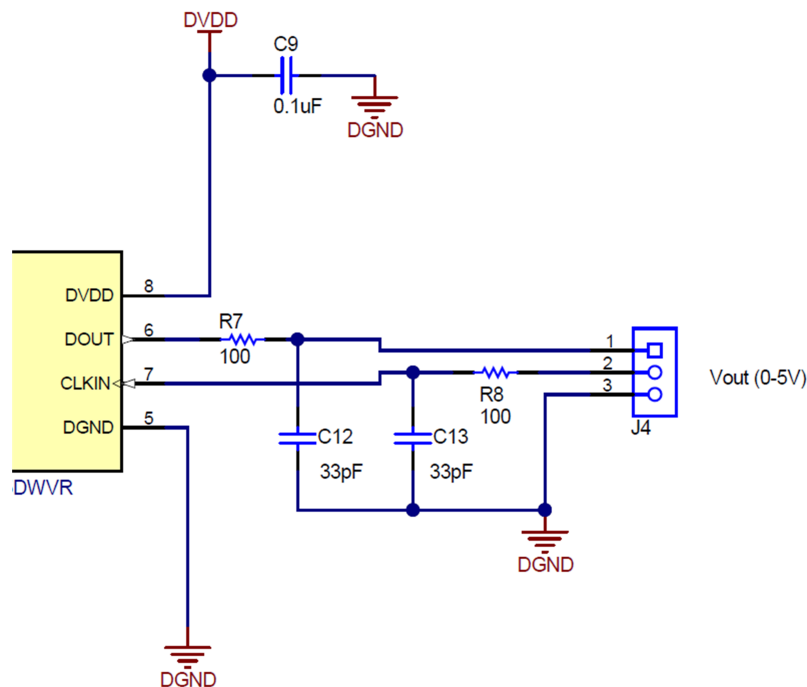 DVDD
C9
0.1uF
DGND
DVDD
8
DOUT
6
R7
100
CLKIN
7
DGND
5
:DWVR
1
2
3
R8
100
J4
Vout (0-5V)
C12
33pF
C13
33pF
DGND
DGND